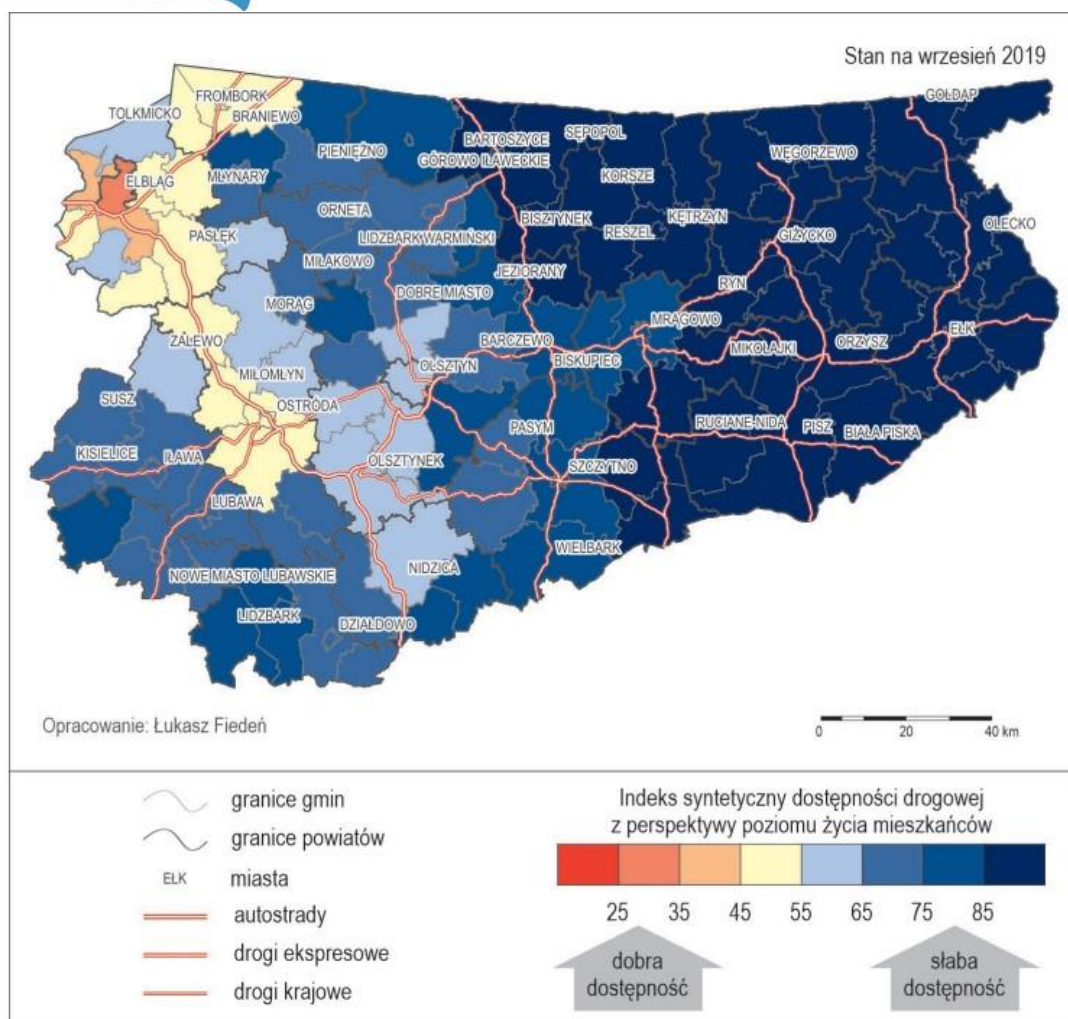 Stan na wrzesień 2019
GOŁDAP
FROMBORK
TOLKMICKO
BRANIEWO
BARTOSZYCE
SĘPOPOL
WĘGORZEWO
PIENIĘŻNO
GÓROWO IŁAWECKIE
ELBLĄG
MŁYNARY
KORSZE
ORNETA
BISZTYNEK
KĘTRZYN
OLECKO
PASŁĘK
LIDZBARK WARMIŃSKI
RESZEL
GIŻYCKO
MIŁAKOWO
JEZIORANY
RYN
MORĄG
DOBRE MIASTO
MRĄGOWO
ZALEWO
BARCZEWO
EŁK
MIŁOMŁYN
OLSZTYN
BISKUPIEC
MIKOŁAJKI
ORZYSZ
SUSZ
OSTRÓDA
PASYM
RUCIANE-NIDA
PISZ
BIAŁA PISKA
KISIELICE
IŁAWA
OLSZTYNEK
SZCZYTNO
LUBAWA
WIELBARK
NIDZICA
NOWE MIASTO LUBAWSKIE
LIDZBARK
DZIAŁDOWO
Opracowanie: Łukasz Fiedeń
0 20 40 km
granice gmin
granice powiatów
EŁK miasta
autostrady
drogi ekspresowe
drogi krajowe
Indeks syntetyczny dostępności drogowej
z perspektywy poziomu życia mieszkańców
25 35 45 55 65 75 85
dobra
dostępność
słaba
dostępność